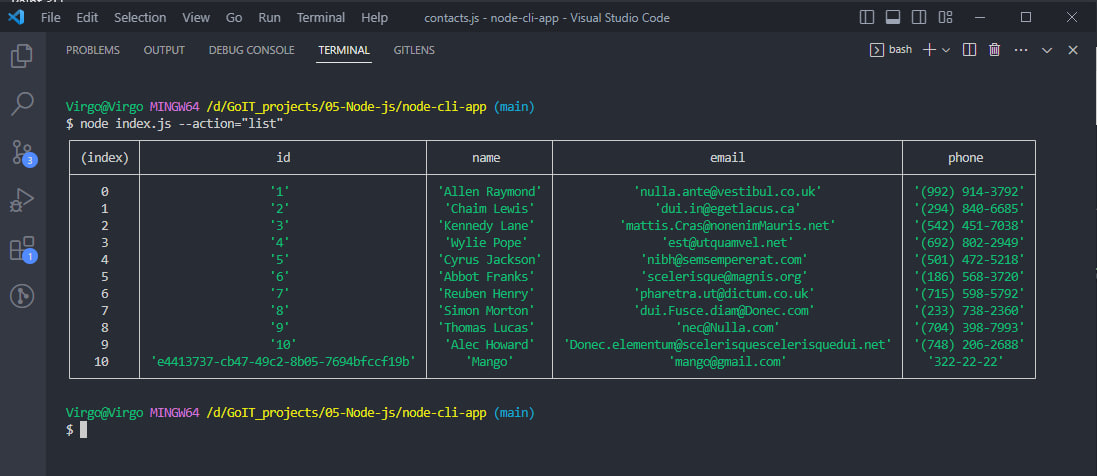 File Edit Selection View Go Run Terminal Help contacts.js - node-cli-app - Visual Studio Code
PROBLEMS OUTPUT DEBUG CONSOLE TERMINAL GITLENS bash
Virgo@Virgo MINGW64 /d/GoIT_projects/05-Node-js/node-cli-app (main)
$ node index.js --action="list"
(index) id name email phone
0 '1' 'Allen Raymond' 'nulla.ante@vestibul.co.uk' '(992) 914-3792'
1 '2' 'Chaim Lewis' 'dui.in@egetlacus.ca' '(294) 840-6685'
2 '3' 'Kennedy Lane' 'mattis.Cras@nonenimMauris.net' '(542) 451-7038'
3 '4' 'Wylie Pope' 'est@utquamvel.net' '(692) 802-2949'
4 '5' 'Cyrus Jackson' 'nibh@semsempererat.com' '(501) 472-5218'
5 '6' 'Abbot Franks' 'scelerisque@magnis.org' '(186) 568-3720'
6 '7' 'Reuben Henry' 'pharetra.ut@dictum.co.uk' '(715) 598-5792'
7 '8' 'Simon Morton' 'dui.Fusce.diam@Donec.com' '(233) 738-2360'
8 '9' 'Thomas Lucas' 'nec@Nulla.com' '(704) 398-7993'
9 '10' 'Alec Howard' 'Donec.elementum@scelerisquescelerisquedui.net' '(748) 206-2688'
10 'e4413737-cb47-49c2-8b05-7694bfccf19b' 'Mango' 'mango@gmail.com' '322-22-22'
Virgo@Virgo MINGW64 /d/GoIT_projects/05-Node-js/node-cli-app (main)
$
3
1